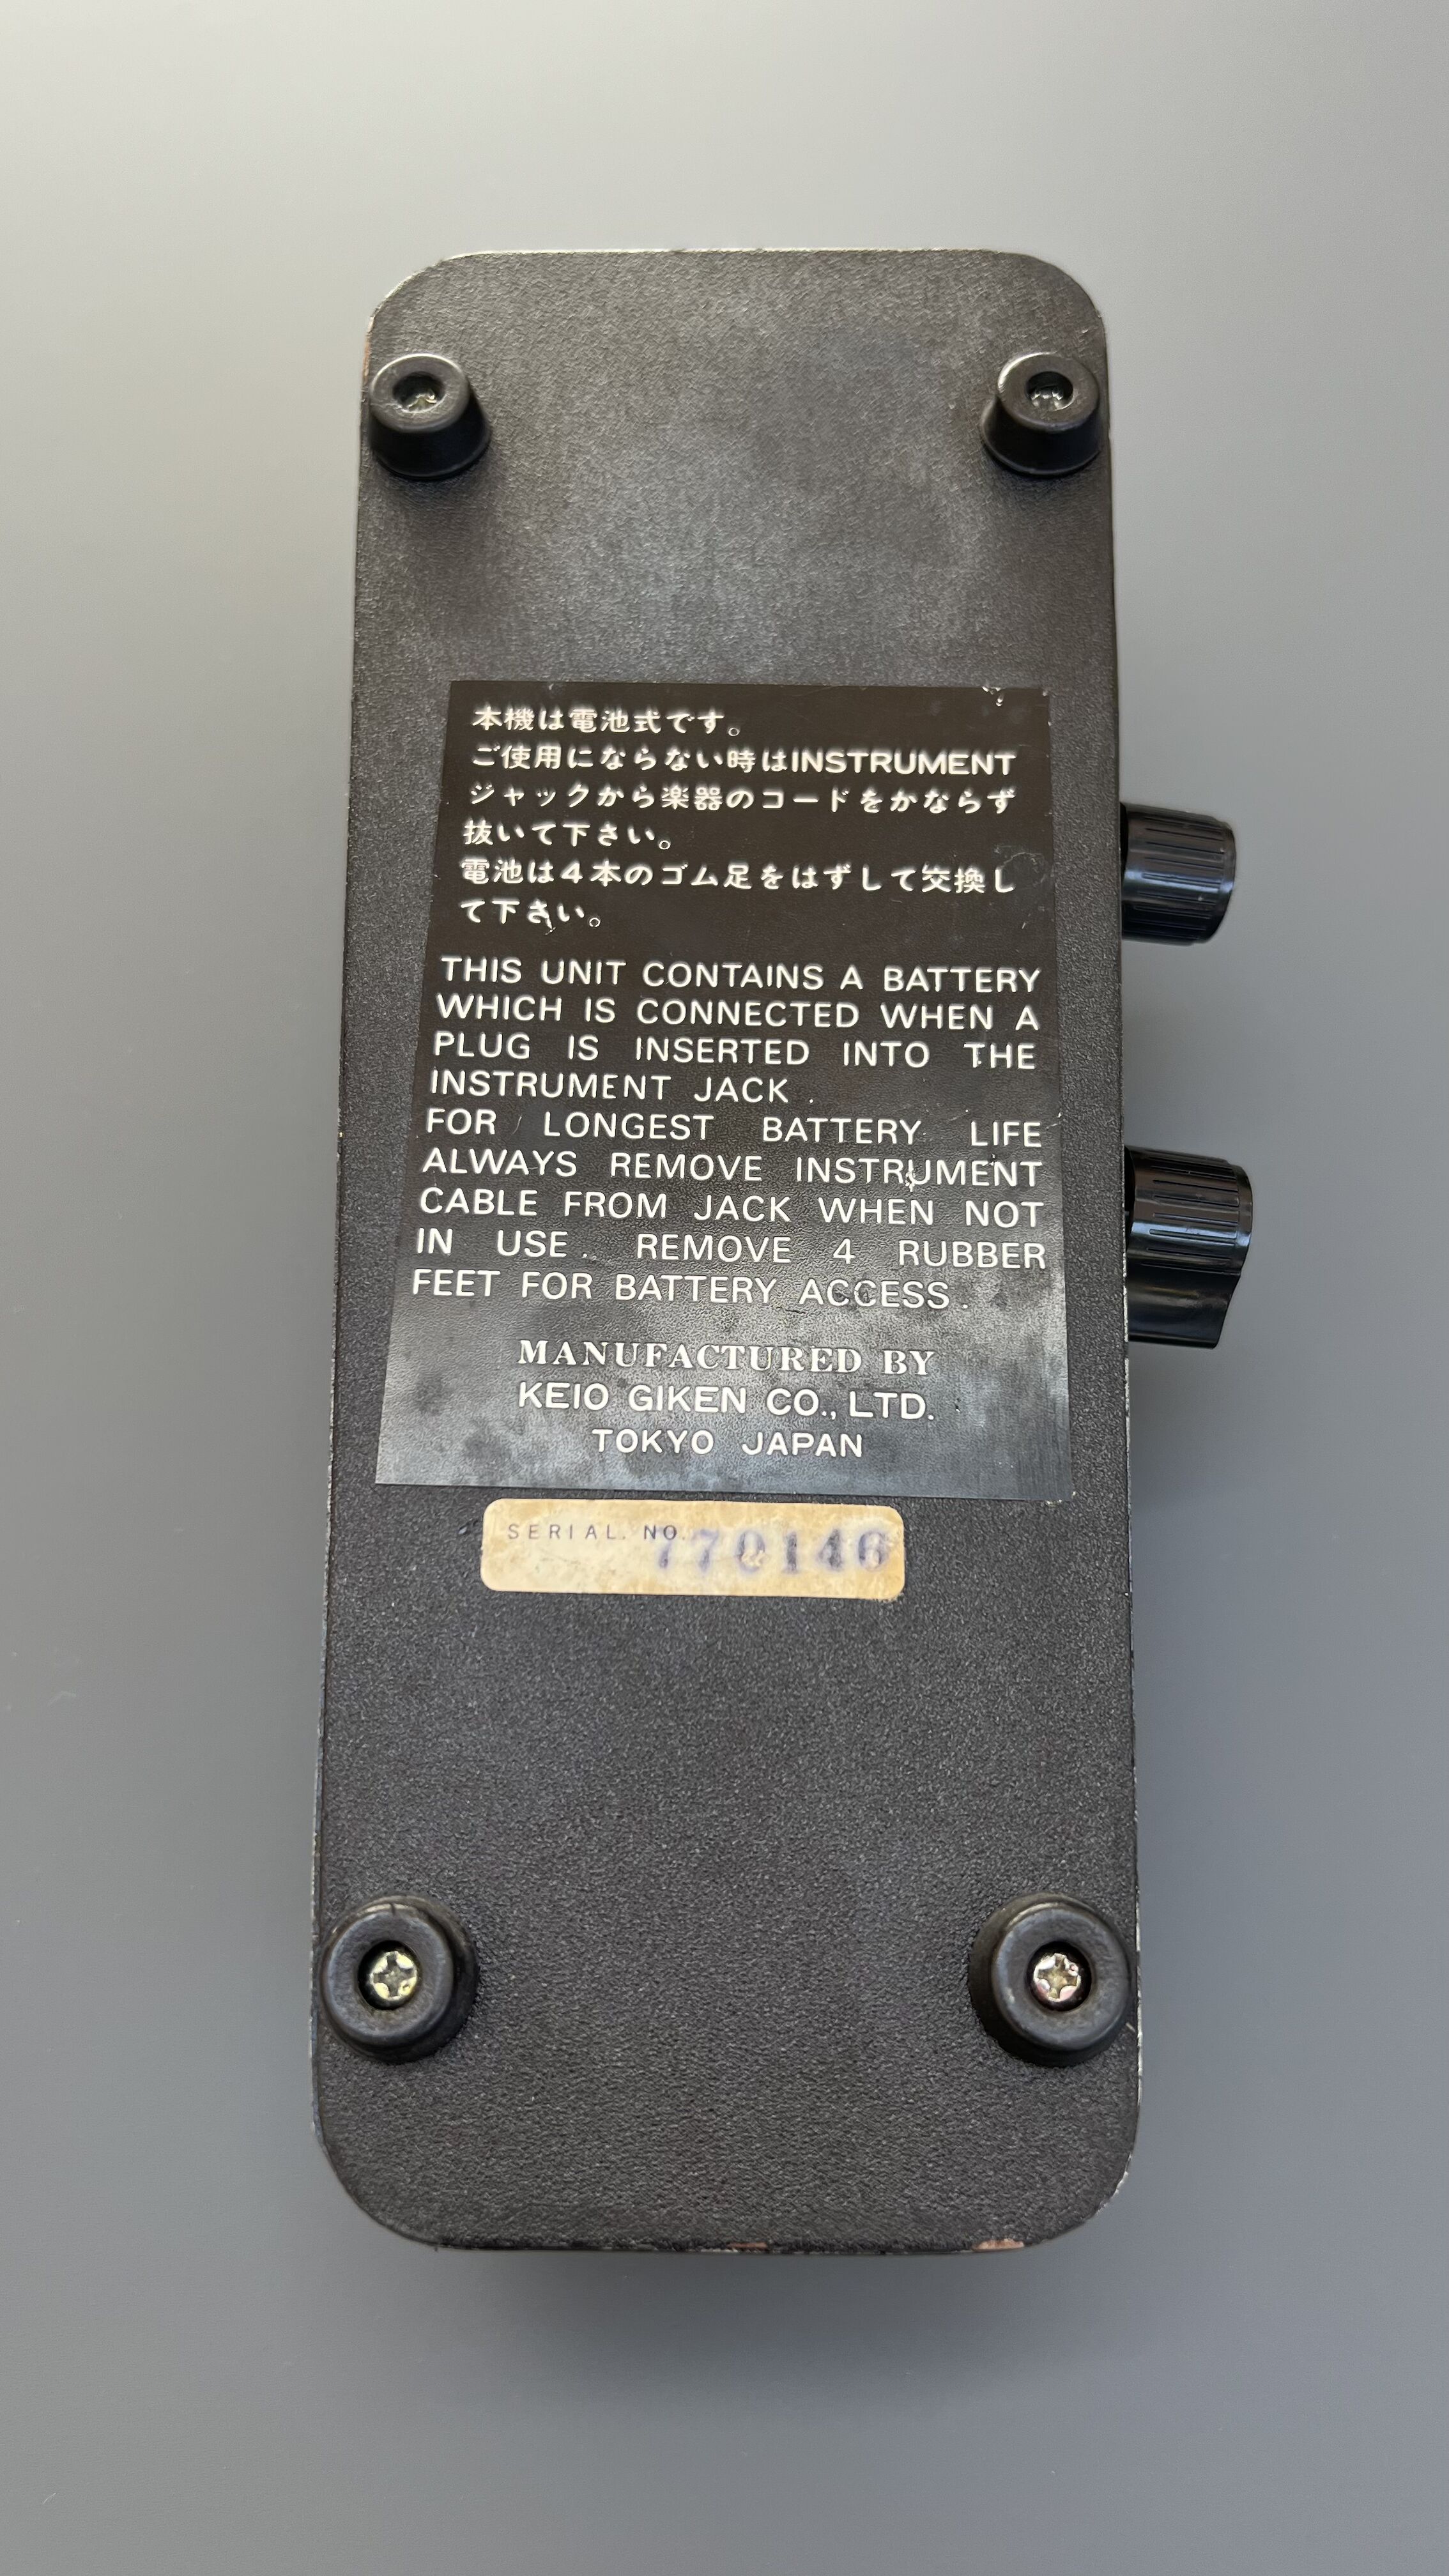 本機は電池式です。
ご使用にならない時はINSTRUMENT
ジャックから楽器のコードをかならず
抜いて下さい。
電池は4本のゴム足をはずして交換し
て下さい。
THIS UNIT CONTAINS A BATTERY
WHICH IS CONNECTED WHEN A
PLUG IS INSERTED INTO THE
INSTRUMENT JACK.
FOR LONGEST BATTERY LIFE
ALWAYS REMOVE INSTRUMENT
CABLE FROM JACK WHEN NOT
IN USE. REMOVE 4 RUBBER
FEET FOR BATTERY ACCESS.
MANUFACTURED BY
KEIO GIKEN CO., LTD.
TOKYO JAPAN
SERIAL. NO. 770146